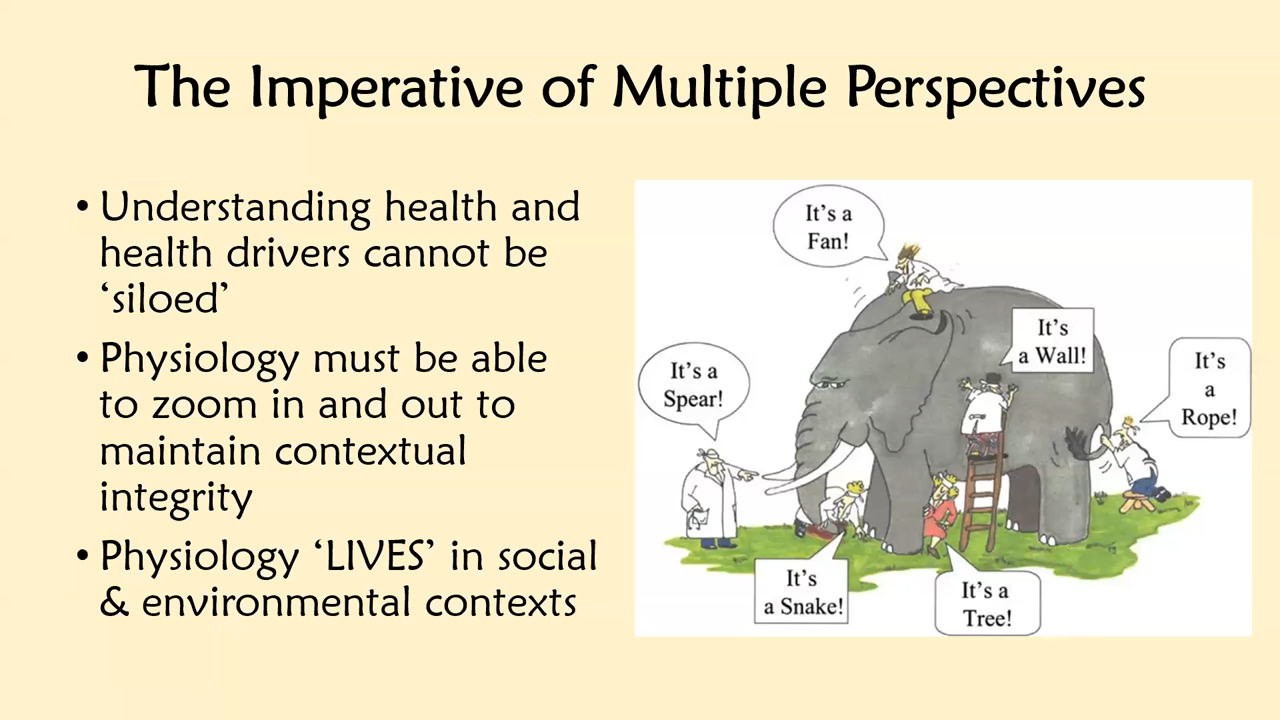 The Imperative of Multiple Perspectives
• Understanding health and
health drivers cannot be
‘siloed’
• Physiology must be able
to zoom in and out to
maintain contextual
integrity
• Physiology ‘LIVES’ in social
& environmental contexts
It's a
Fan!
It's
a Wall!
It's a
Spear!
It's
a
Rope!
It's
a Snake!
It's a
Tree!